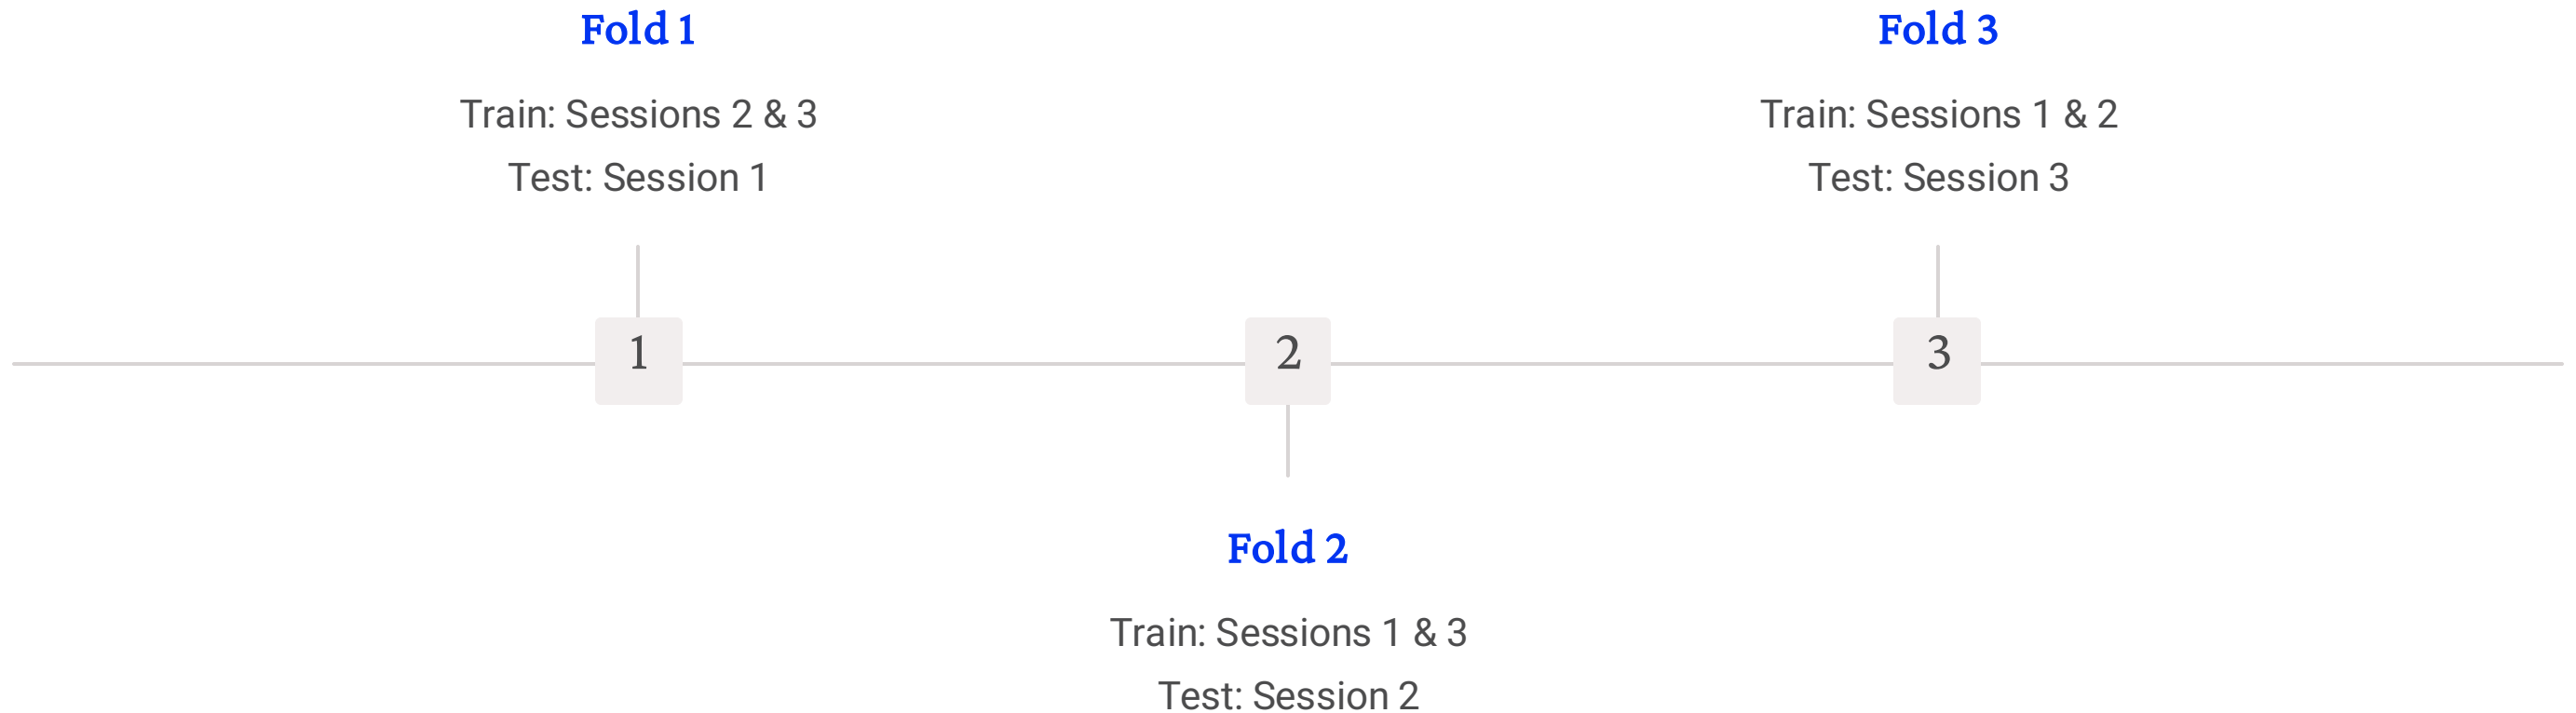 Fold 1
Train: Sessions 2 & 3
Test: Session 1
1
2
Fold 2
Train: Sessions 1 & 3
Test: Session 2
Fold 3
Train: Sessions 1 & 2
Test: Session 3
3